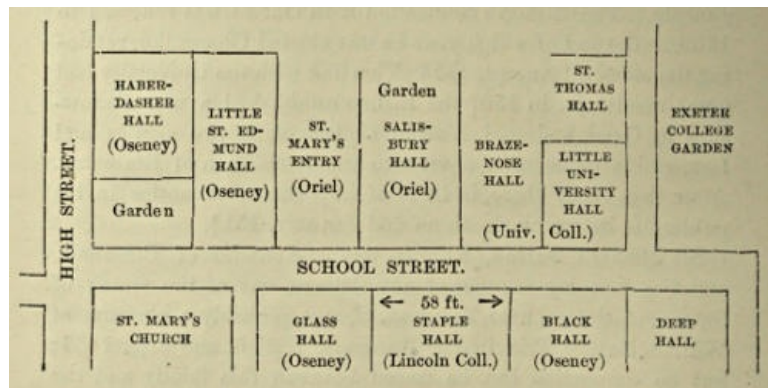 HABER-
DASHER
HALL
(Oseney)
Garden
LITTLE
ST. ED-
MUND
HALL
(Oseney)
ST.
MARY'S
ENTRY
(Oriel)
Garden
SALIS-
BURY
HALL
(Oriel)
BRAZE-
NOSE
HALL
ST.
THOMAS
HALL
LITTLE
UNI-
VERSITY
HALL
(Univ. Coll.)
EXETER
COLLEGE
GARDEN
HIGH STREET.
SCHOOL STREET.
ST. MARY'S
CHURCH
GLASS
HALL
(Oseney)
58 ft.
STAPLE
HALL
(Lincoln Coll.)
BLACK
HALL
(Oseney)
DEEP
HALL